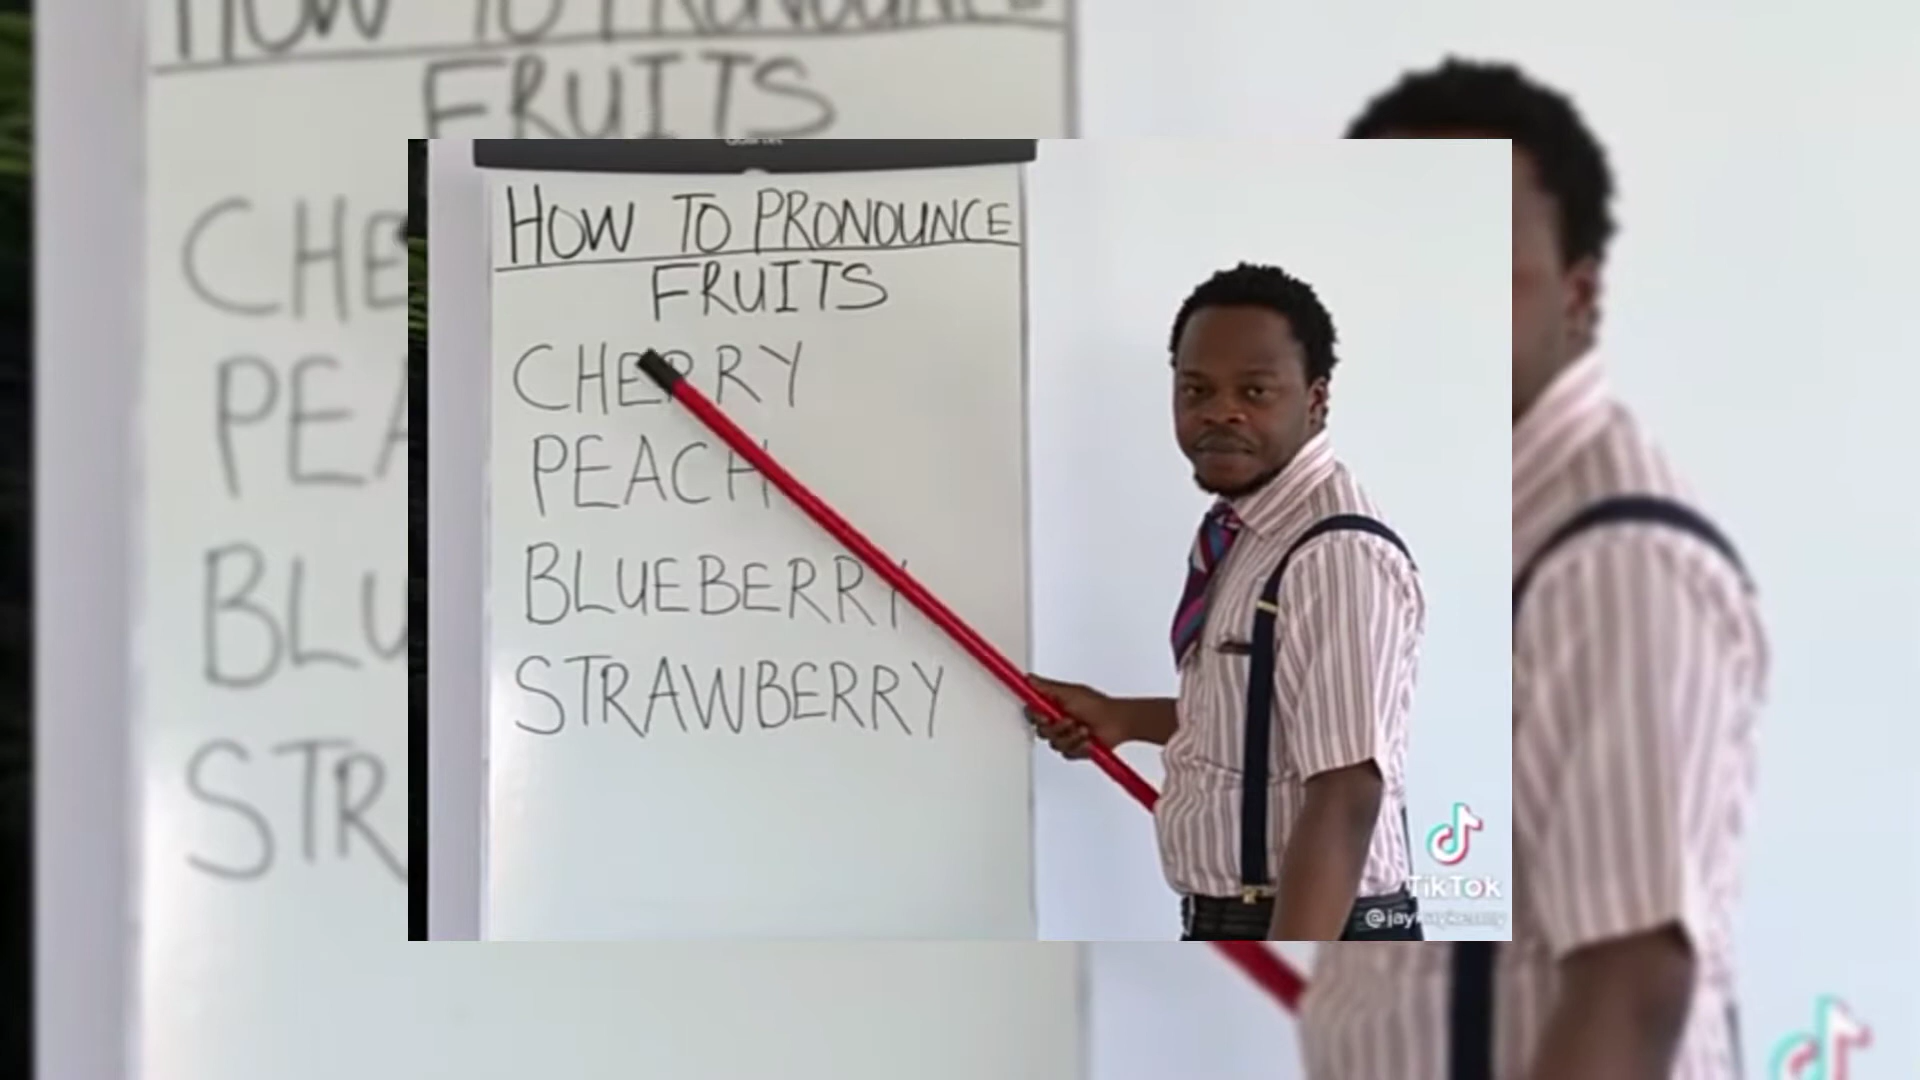 HOW TO PRONOUNCE
FRUITS
CHERRY
PEACH
BLUEBERRY
STRAWBERRY
TikTok